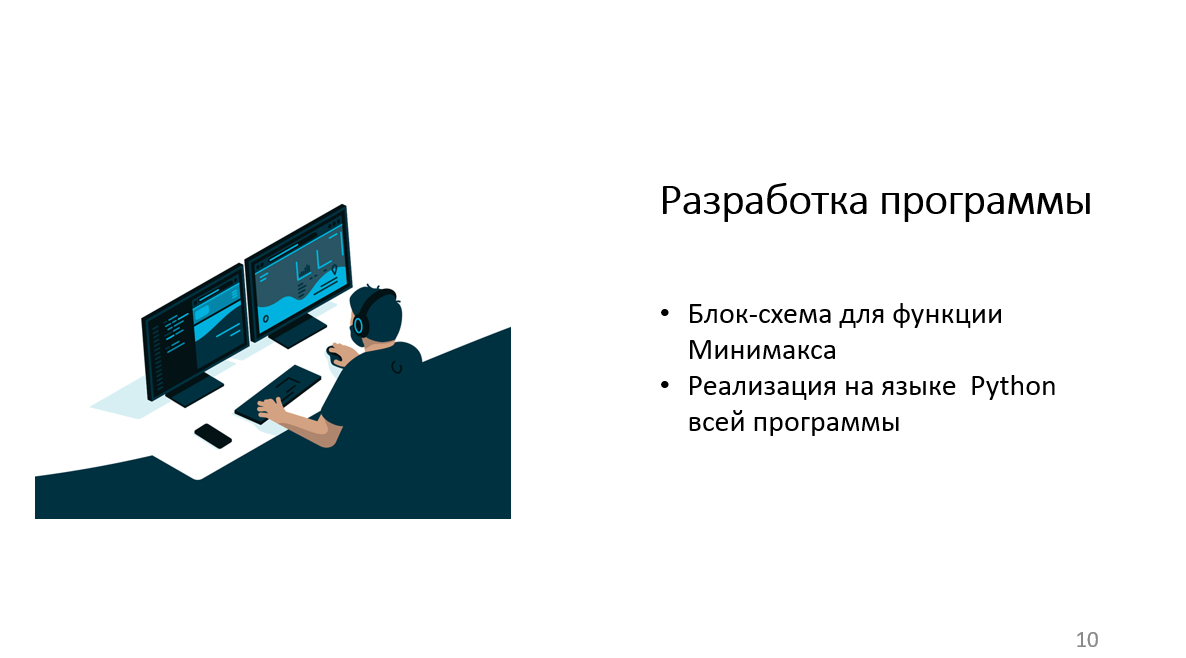 Разработка программы
• Блок-схема для функции
Минимакса
• Реализация на языке  Python
всей программы
10